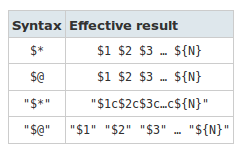 Syntax Effective result
$* $1 $2 $3 … ${N}
$@ $1 $2 $3 … ${N}
"$*" "$1c$2c$3c…c${N}"
"$@" "$1" "$2" "$3" … "${N}"